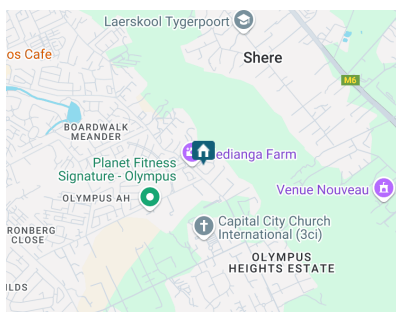 Laerskool Tygerpoort
os Cafe
Shere
M6
BOARDWALK
MEANDER
edianga Farm
Planet Fitness
Signature - Olympus
Venue Nouveau
OLYMPUS AH
Capital City Church
International (3ci)
RONBERG
CLOSE
OLYMPUS
HEIGHTS ESTATE
ILDS